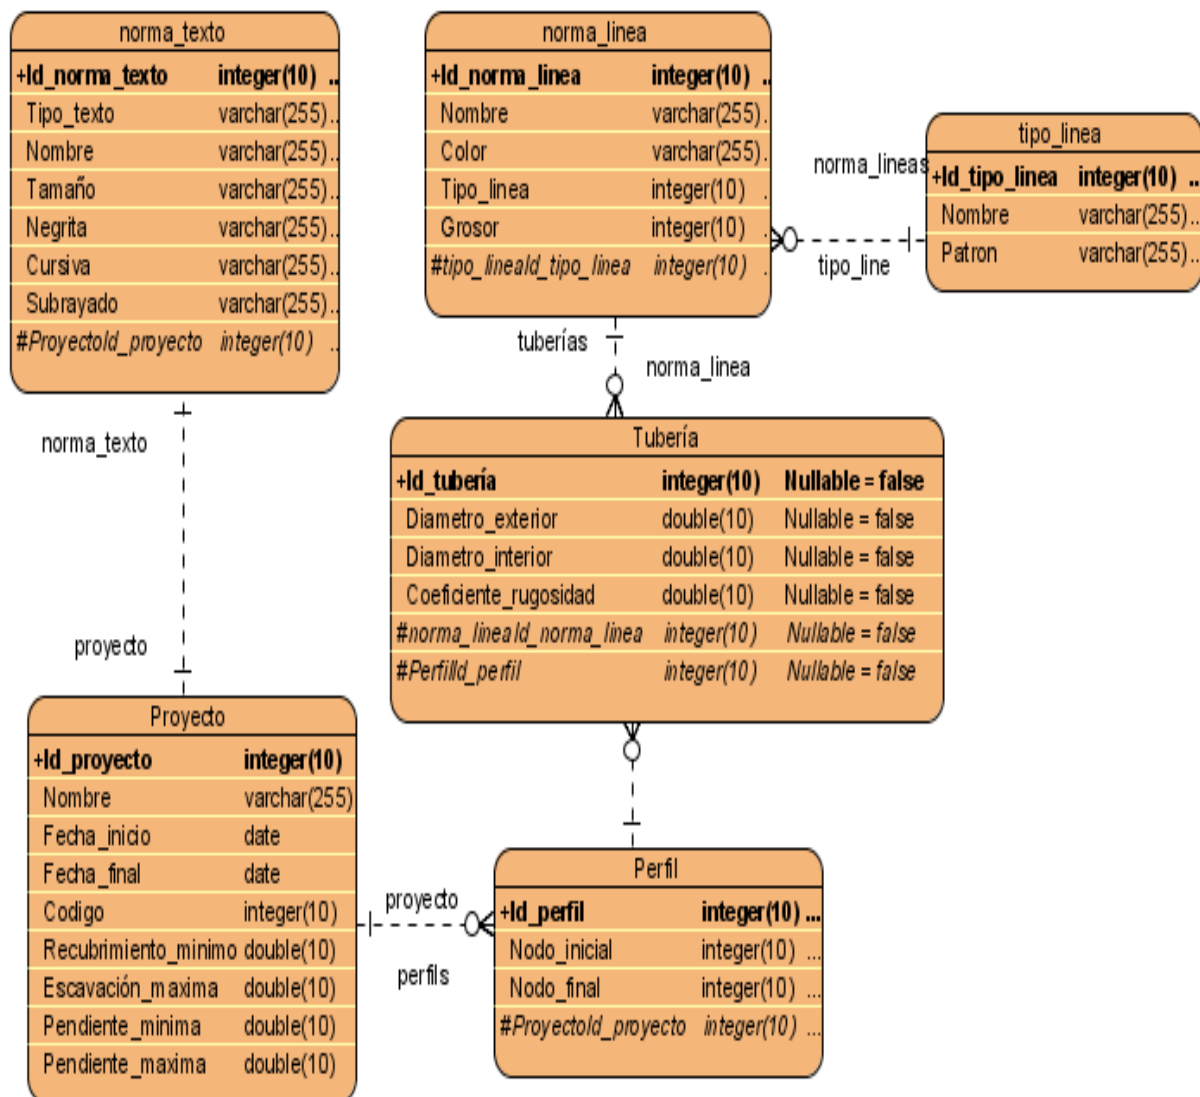 norma_texto
+Id_norma_texto integer(10) ..
Tipo_texto varchar(255)..
Nombre varchar(255)..
Tamaño varchar(255)..
Negrita varchar(255)..
Cursiva varchar(255)..
Subrayado varchar(255)..
#ProyectoId_proyecto integer(10) ..
norma_linea
+Id_norma_linea integer(10) ..
Nombre varchar(255)..
Color varchar(255)..
Tipo_linea integer(10) .
Grosor integer(10) .
#tipo_lineaId_tipo_linea integer(10) .
norma_lineas
tipo_line
tipo_linea
+Id_tipo_linea integer(10) ...
Nombre varchar(255)...
Patron varchar(255)...
tuberías
norma_linea
Tubería
+Id_tubería integer(10) Nullable = false
Diametro_exterior double(10) Nullable = false
Diametro_interior double(10) Nullable = false
Coeficiente_rugosidad double(10) Nullable = false
#norma_lineaId_norma_linea integer(10) Nullable = false
#PerfilId_perfil integer(10) Nullable = false
norma_texto
proyecto
Proyecto
+Id_proyecto integer(10)
Nombre varchar(255)
Fecha_inicio date
Fecha_final date
Codigo integer(10)
Recubrimiento_minimo double(10)
Escavación_maxima double(10)
Pendiente_minima double(10)
Pendiente_maxima double(10)
proyecto
perfils
Perfil
+Id_perfil integer(10) ...
Nodo_inicial integer(10) ...
Nodo_final integer(10) ...
#ProyectoId_proyecto integer(10) ...